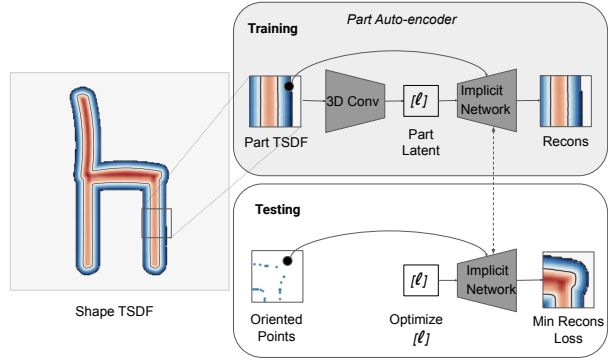 Part Auto-encoder
Training
3D Conv
[ℓ]
Implicit
Network
Part TSDF
Part
Latent
Recons
Shape TSDF
Testing
[ℓ]
Implicit
Network
Oriented
Points
Optimize
[ℓ]
Min Recons
Loss